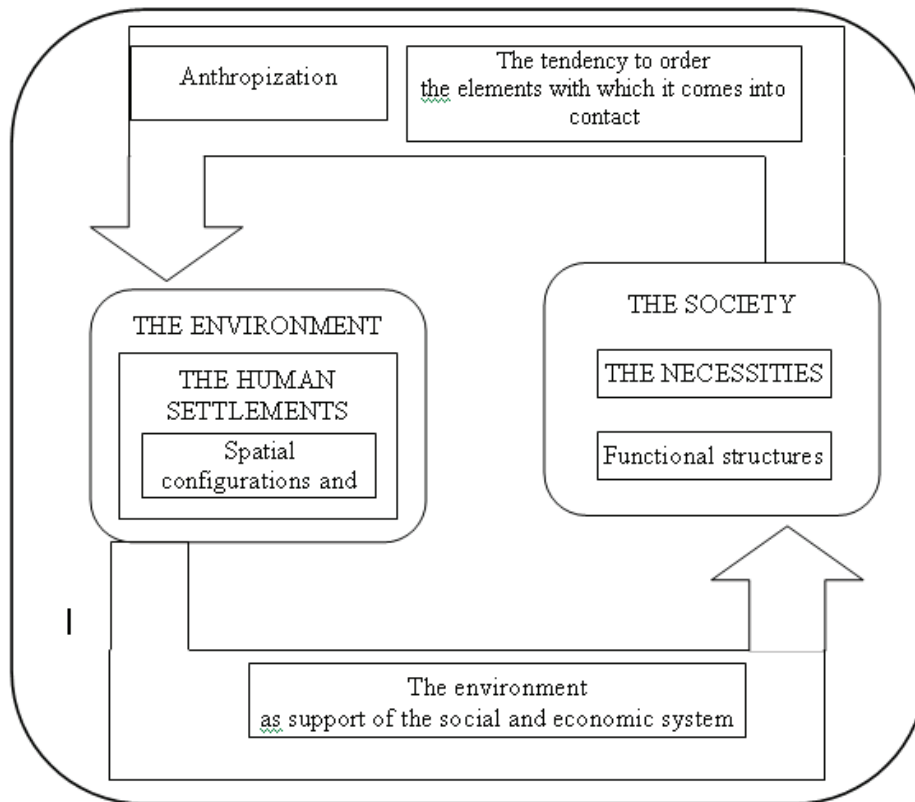 Anthropization
The tendency to order
the elements with which it comes into
contact
THE ENVIRONMENT
THE HUMAN
SETTLEMENTS
Spatial
configurations and
THE SOCIETY
THE NECESSITIES
Functional structures
The environment
as support of the social and economic system